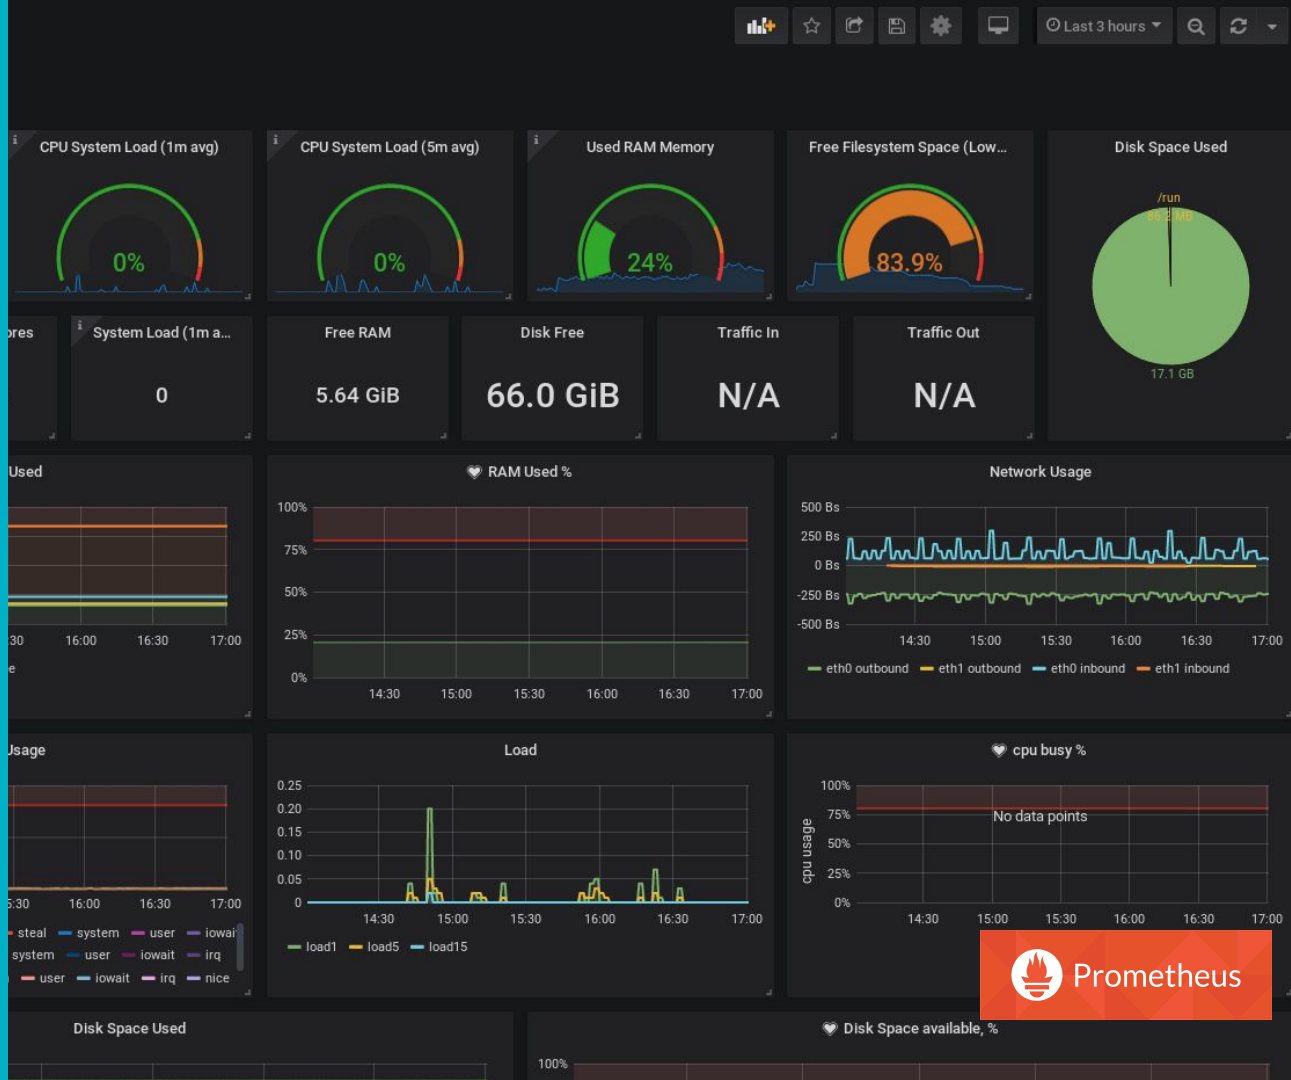 Last 3 hours
CPU System Load (1m avg)
CPU System Load (5m avg)
Used RAM Memory
Free Filesystem Space (Low...
Disk Space Used
0%
0%
24%
83.9%
/run
17.1 GB
ores
System Load (1m a...
Free RAM
Disk Free
Traffic In
Traffic Out
0
5.64 GiB
66.0 GiB
N/A
N/A
Used
RAM Used %
Network Usage
100%
75%
50%
25%
0%
500 Bs
250 Bs
0 Bs
-250 Bs
-500 Bs
:30 16:00 16:30 17:00
14:30 15:00 15:30 16:00 16:30 17:00
14:30 15:00 15:30 16:00 16:30 17:00
e
eth0 outbound eth1 outbound eth0 inbound eth1 inbound
Usage
Load
cpu busy %
0.25
0.20
0.15
0.10
0.05
0
100%
75%
50%
25%
0%
cpu usage
No data points
5:30 16:00 16:30 17:00
14:30 15:00 15:30 16:00 16:30 17:00
14:30 15:00 15:30 16:00 16:30 17:00
steal system user iowait
system user iowait irq
user iowait irq nice
load1 load5 load15
Prometheus
Disk Space Used
Disk Space available, %
100%